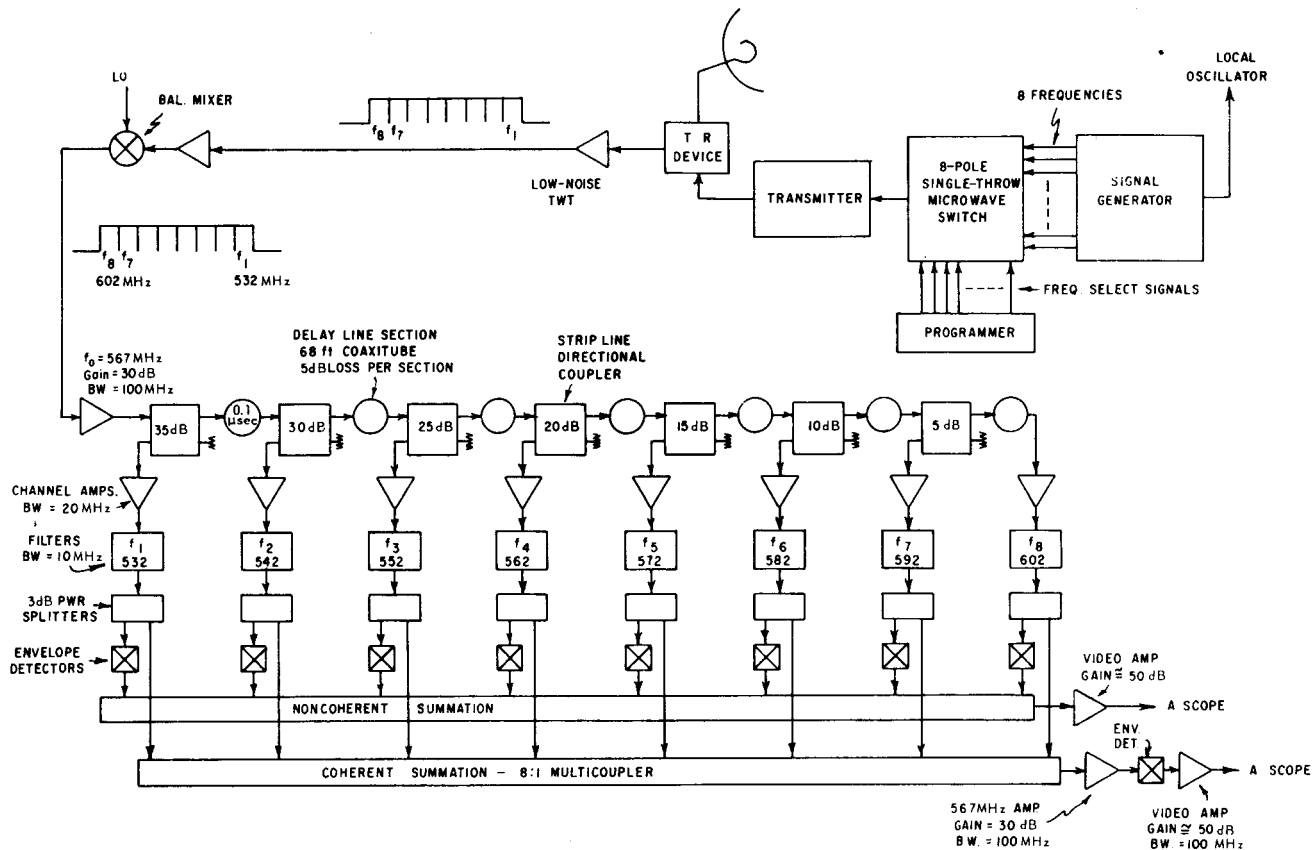 LO
BAL. MIXER
f8 f7 f1
LOW-NOISE
TWT
T R
DEVICE
TRANSMITTER
8-POLE
SINGLE-THROW
MICROWAVE
SWITCH
8 FREQUENCIES
SIGNAL
GENERATOR
LOCAL
OSCILLATOR
FREQ. SELECT SIGNALS
PROGRAMMER
f8 f7 f1
602 MHz 532 MHz
f0 = 567 MHz
Gain = 30 dB
BW = 100 MHz
DELAY LINE SECTION
68 ft COAXITUBE
5dB LOSS PER SECTION
STRIP LINE
DIRECTIONAL
COUPLER
35dB
0.1
μsec
30dB
25dB
20dB
15dB
10dB
5 dB
CHANNEL AMPS.
BW = 20 MHz
FILTERS
BW = 10 MHz
f1
532
f2
542
f3
552
f4
562
f5
572
f6
582
f7
592
f8
602
3dB PWR
SPLITTERS
ENVELOPE
DETECTORS
NONCOHERENT SUMMATION
VIDEO AMP
GAIN ≅ 50 dB
A SCOPE
COHERENT SUMMATION – 8:1 MULTICOUPLER
ENV.
DET.
A SCOPE
567MHz AMP.
GAIN = 30 dB
BW. = 100 MHz
VIDEO AMP
GAIN ≅ 50 dB
BW. = 100 MHz